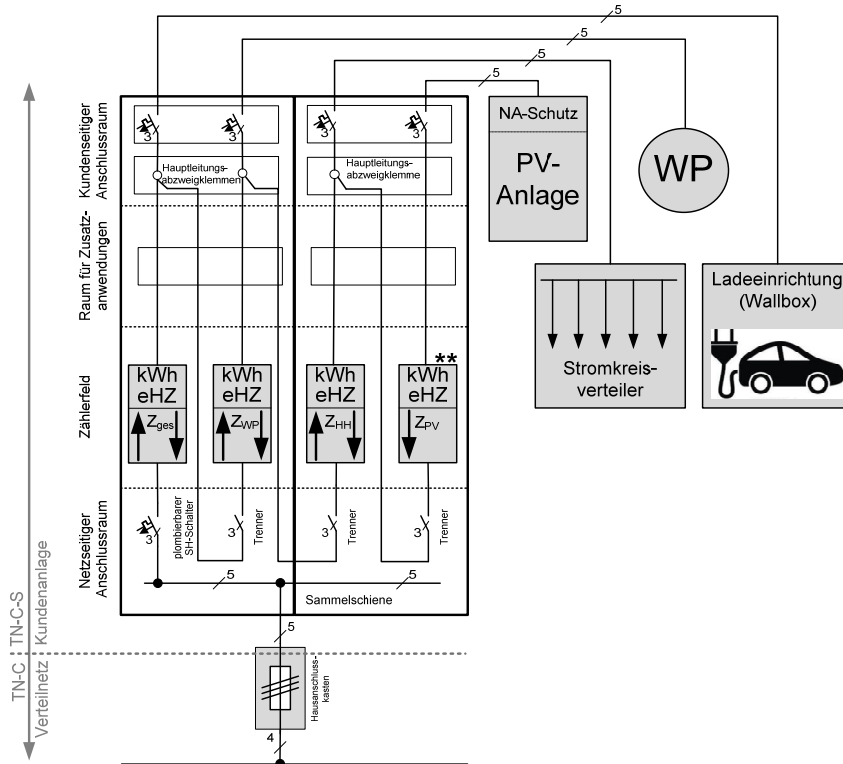 5
5
5
5
Kundenseitiger
Anschlussraum
3
3
3
3
Hauptleitungs-
abzweigklemmen
Hauptleitungs-
abzweigklemme
NA-Schutz
PV-
Anlage
WP
Raum für Zusatz-
anwendungen
Stromkreis-
verteiler
Ladeeinrichtung
(Wallbox)
Zählerfeld
kWh
eHZ
Zges
kWh
eHZ
ZWP
kWh
eHZ
ZHH
**
kWh
eHZ
ZPV
Netzseitiger
Anschlussraum
3
plombierbarer
SH-Schalter
3
Trenner
3
Trenner
3
Trenner
5
5
Sammelschiene
TN-C-S
Kundenanlage
5
TN-C
Verteilnetz
Hausanschluss-
kasten
4